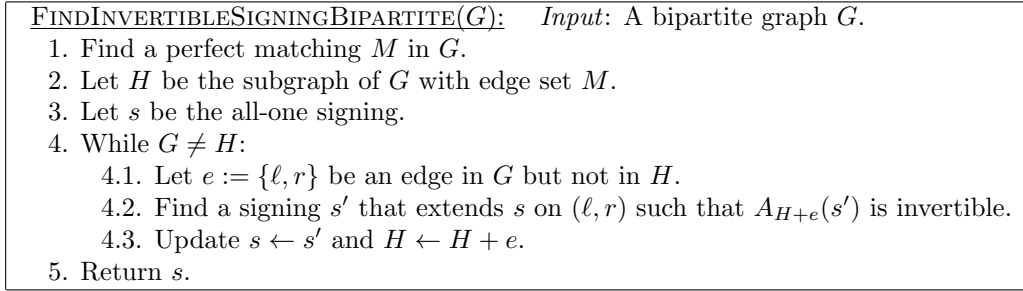 FINDINVERTIBLESIGNINGBIPARTITE(G): Input: A bipartite graph G.
1. Find a perfect matching M in G.
2. Let H be the subgraph of G with edge set M.
3. Let s be the all-one signing.
4. While G ≠ H:
4.1. Let e := {ℓ, r} be an edge in G but not in H.
4.2. Find a signing s′ that extends s on (ℓ, r) such that A_{H+e}(s′) is invertible.
4.3. Update s ← s′ and H ← H + e.
5. Return s.